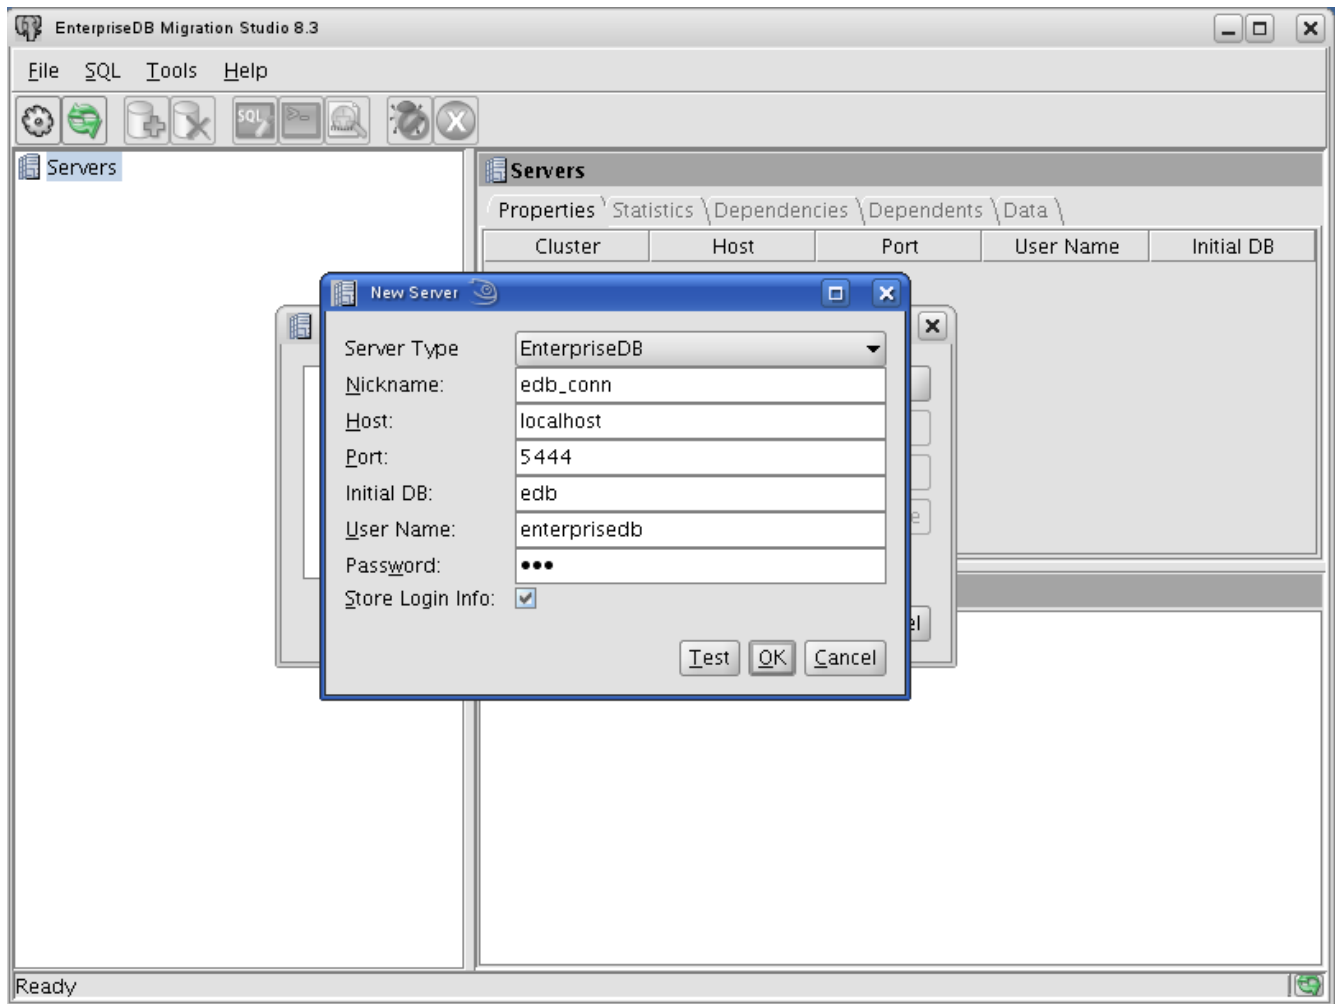 EnterpriseDB Migration Studio 8.3
File SQL Tools Help
SQL
Servers
Servers
Properties Statistics Dependencies Dependents Data
Cluster Host Port User Name Initial DB
New Server
Server Type EnterpriseDB
Nickname: edb_conn
Host: localhost
Port: 5444
Initial DB: edb
User Name: enterprisedb
Password: •••
Store Login Info:
Test OK Cancel
Ready